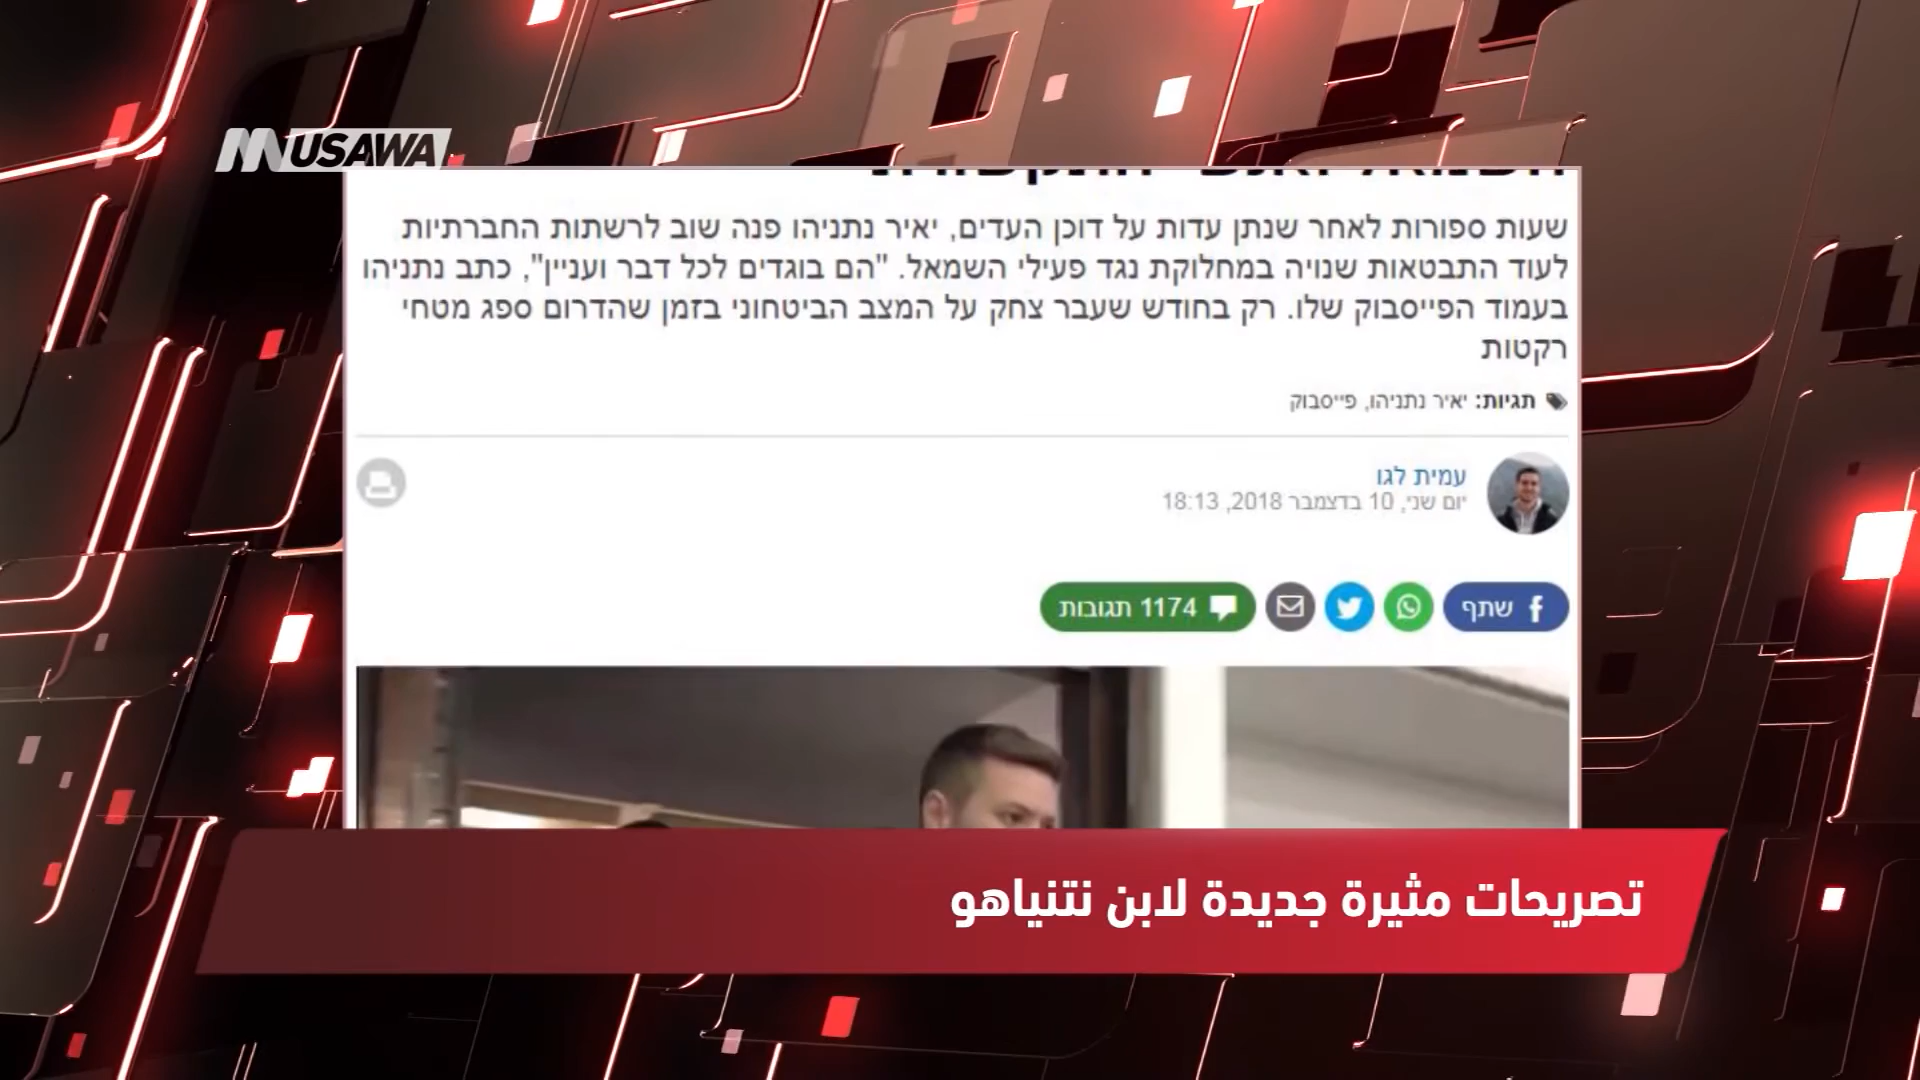 MUSAWA
שעות ספורות לאחר שנתן עדות על דוכן העדים, יאיר נתניהו פנה שוב לרשתות החברתיות
לעוד התבטאות שנויה במחלוקת נגד פעילי השמאל. "הם בוגדים לכל דבר ועניין", כתב נתניהו
בעמוד הפייסבוק שלו. רק בחודש שעבר צחק על המצב הביטחוני בזמן שהדרום ספג מטחי
רקטות
תגיות: יאיר נתניהו, פייסבוק
עמית לגו
יום שני, 10 בדצמבר 2018, 18:13
שתף
1174 תגובות
تصريحات مثيرة جديدة لابن نتنياهو